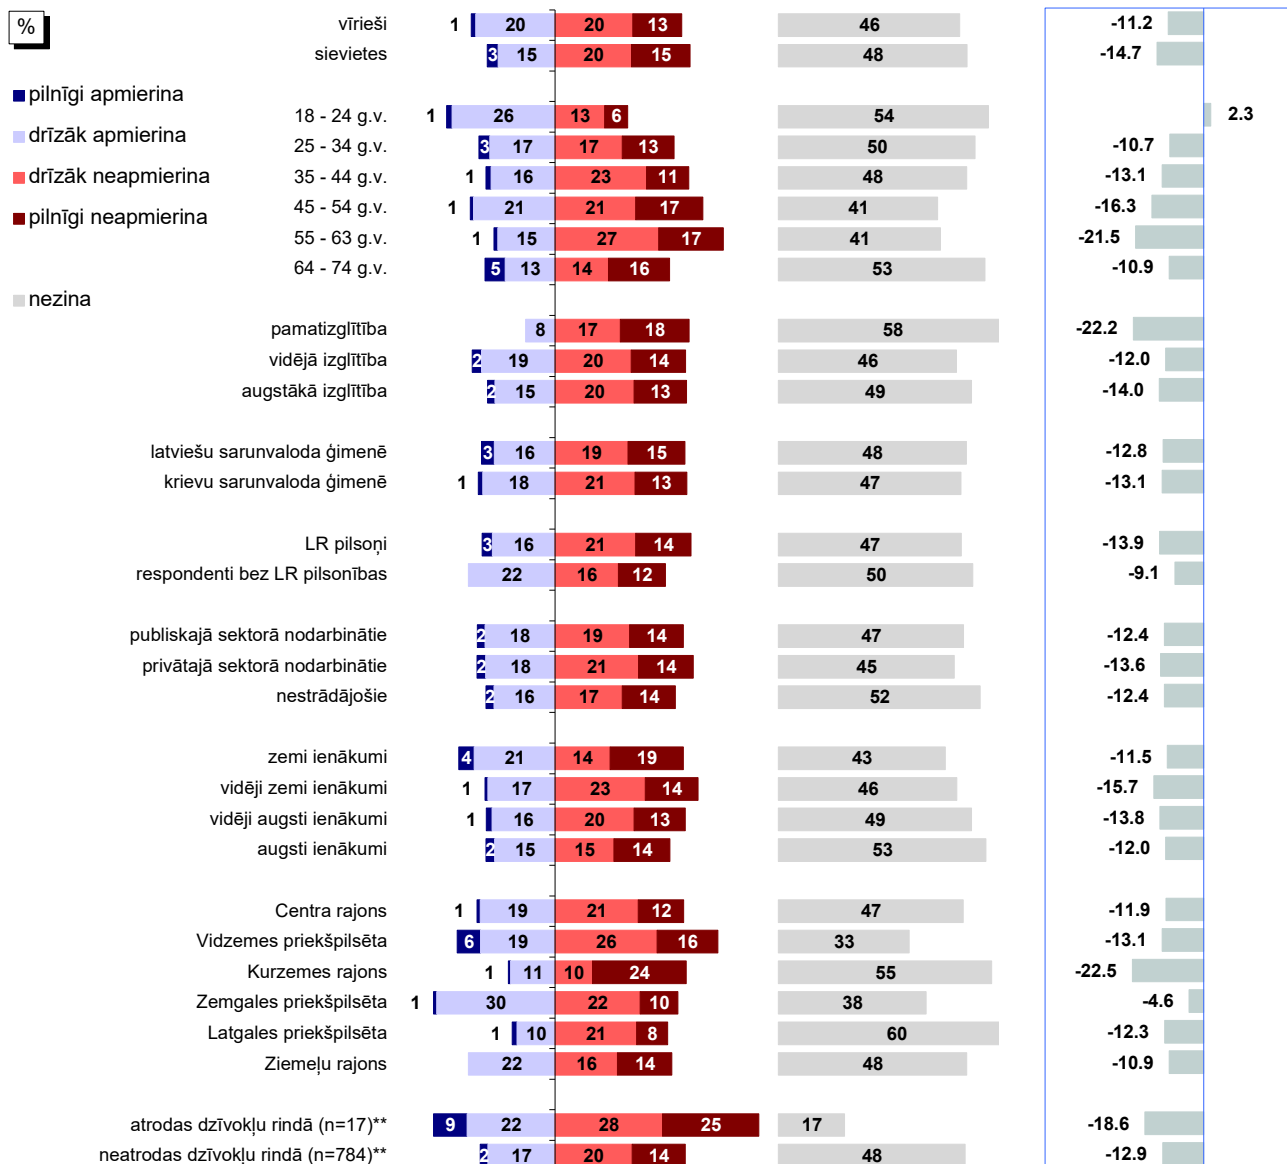 %
pilnīgi apmierina
drīzāk apmierina
drīzāk neapmierina
pilnīgi neapmierina
nezina
vīrieši 1 20 20 13 46 -11.2
sievietes 3 15 20 15 48 -14.7
18 - 24 g.v. 1 26 13 6 54 2.3
25 - 34 g.v. 3 17 17 13 50 -10.7
35 - 44 g.v. 1 16 23 11 48 -13.1
45 - 54 g.v. 1 21 21 17 41 -16.3
55 - 63 g.v. 1 15 27 17 41 -21.5
64 - 74 g.v. 5 13 14 16 53 -10.9
pamatizglītība 8 17 18 58 -22.2
vidējā izglītība 2 19 20 14 46 -12.0
augstākā izglītība 2 15 20 13 49 -14.0
latviešu sarunvaloda ģimenē 3 16 19 15 48 -12.8
krievu sarunvaloda ģimenē 1 18 21 13 47 -13.1
LR pilsoņi 3 16 21 14 47 -13.9
respondenti bez LR pilsonības 22 16 12 50 -9.1
publiskajā sektorā nodarbinātie 2 18 19 14 47 -12.4
privātajā sektorā nodarbinātie 2 18 21 14 45 -13.6
nestrādājošie 2 16 17 14 52 -12.4
zemi ienākumi 4 21 14 19 43 -11.5
vidēji zemi ienākumi 1 17 23 14 46 -15.7
vidēji augsti ienākumi 1 16 20 13 49 -13.8
augsti ienākumi 2 15 15 14 53 -12.0
Centra rajons 1 19 21 12 47 -11.9
Vidzemes priekšpilsēta 6 19 26 16 33 -13.1
Kurzemes rajons 1 11 10 24 55 -22.5
Zemgales priekšpilsēta 1 30 22 10 38 -4.6
Latgales priekšpilsēta 1 10 21 8 60 -12.3
Ziemeļu rajons 22 16 14 48 -10.9
atrodas dzīvokļu rindā (n=17)** 9 22 28 25 17 -18.6
neatrodas dzīvokļu rindā (n=784)** 2 17 20 14 48 -12.9